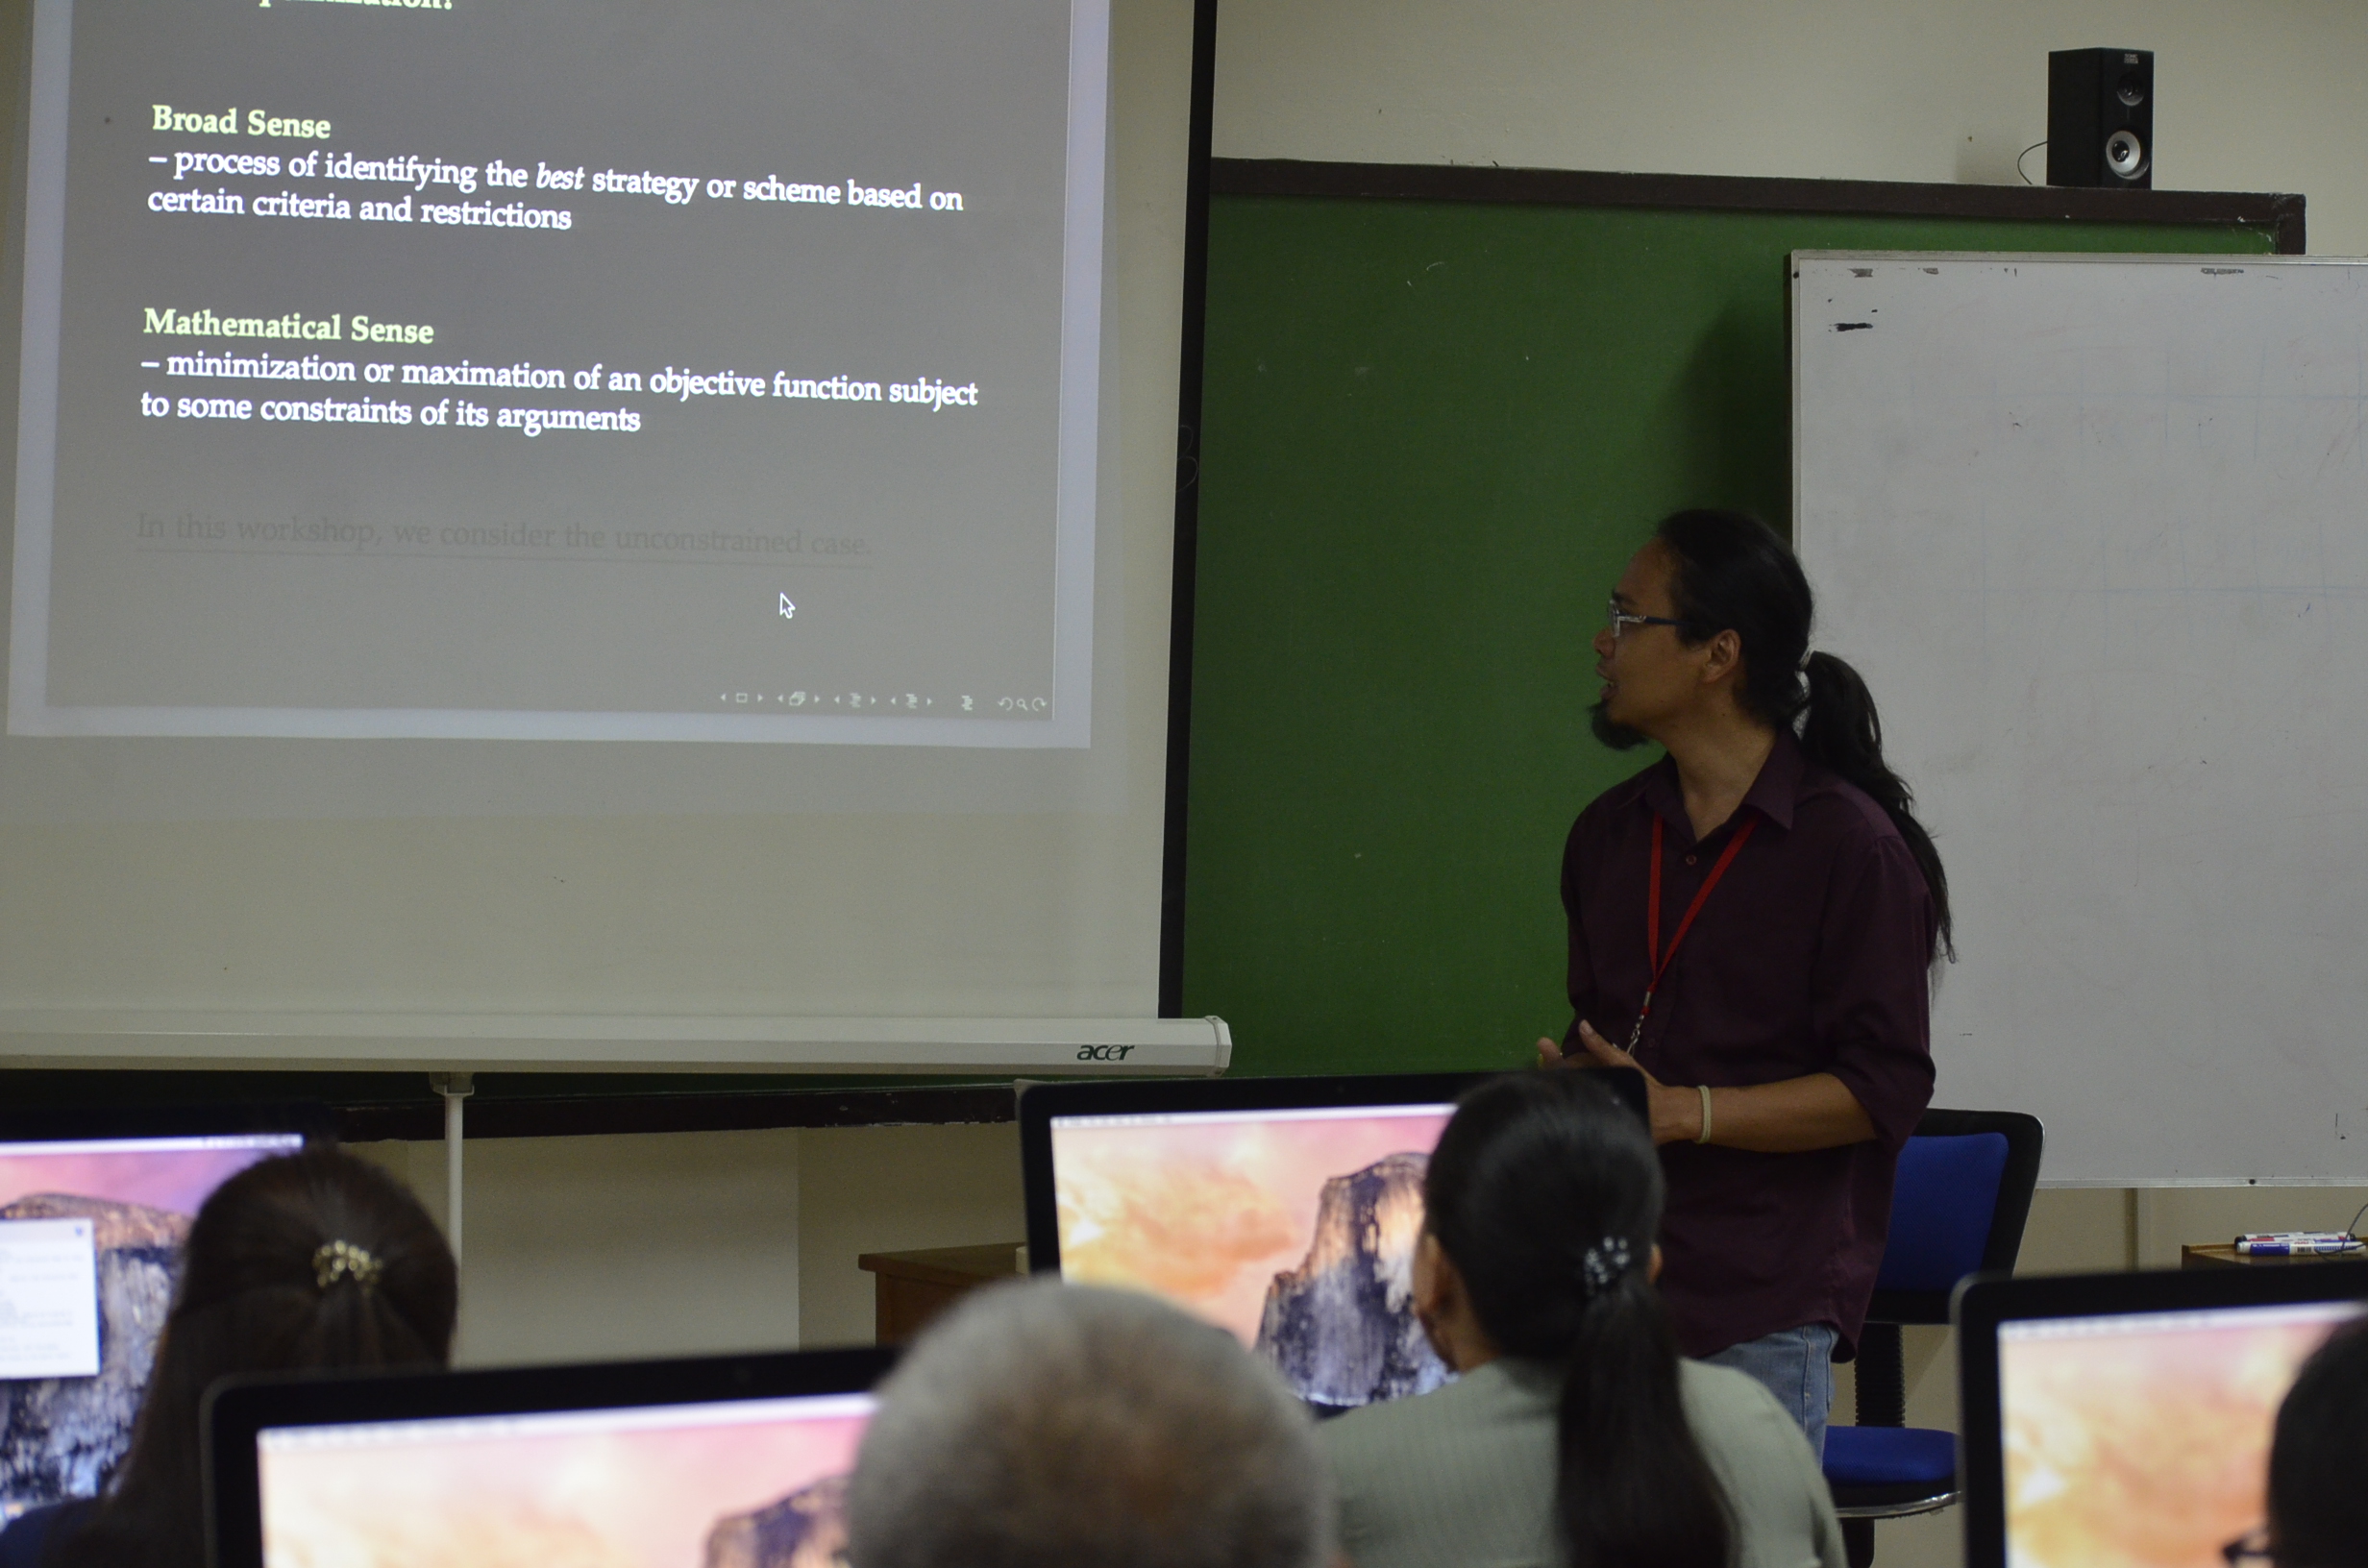 Broad Sense
– process of identifying the best strategy or scheme based on
certain criteria and restrictions
Mathematical Sense
– minimization or maximation of an objective function subject
to some constraints of its arguments
In this workshop, we consider the unconstrained case.
acer